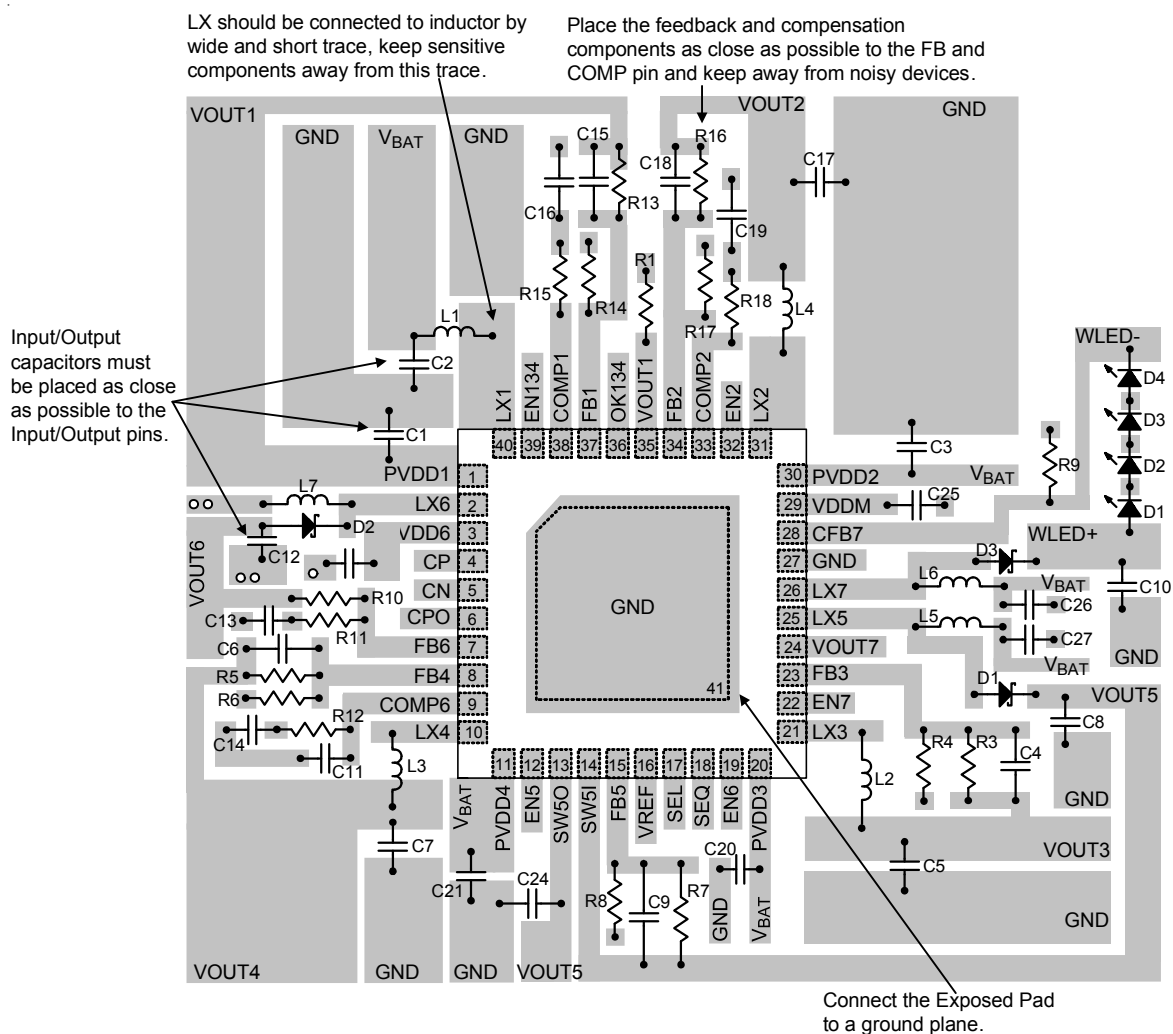 LX should be connected to inductor by
wide and short trace, keep sensitive
components away from this trace.
Place the feedback and compensation
components as close as possible to the FB and
COMP pin and keep away from noisy devices.
VOUT1
GND
VBAT
GND
VOUT2
GND
C15
R16
C18
C17
C16
R13
C19
R15
R14
R1
R17
R18
L4
L1
C2
C1
Input/Output
capacitors must
be placed as close
as possible to the
Input/Output pins.
LX1
EN134
COMP1
FB1
OK134
VOUT1
FB2
COMP2
EN2
LX2
40
39
38
37
36
35
34
33
32
31
WLED-
D4
D3
D2
D1
C3
R9
PVDD1
1
30
PVDD2
VBAT
L7
LX6
2
29
VDDM
C25
D2
VDD6
3
28
CFB7
WLED+
C12
VOUT6
CP
4
27
GND
D3
CN
5
26
LX7
L6
VBAT
C10
R10
C26
CPO
6
25
LX5
L5
C13
R11
C27
FB6
7
24
VOUT7
C6
VBAT
GND
R5
FB4
8
23
FB3
D1
VOUT5
R6
COMP6
9
22
EN7
C8
R12
C14
LX4
10
21
LX3
C11
R4
R3
C4
L3
L2
GND
GND
41
11
12
13
14
15
16
17
18
19
20
VBAT
PVDD4
EN5
SW5O
SW5I
FB5
VREF
SEL
SEQ
EN6
PVDD3
C7
C21
C24
C20
R8
C9
R7
GND
VBAT
C5
VOUT3
GND
VOUT4
GND
GND
VOUT5
Connect the Exposed Pad
to a ground plane.